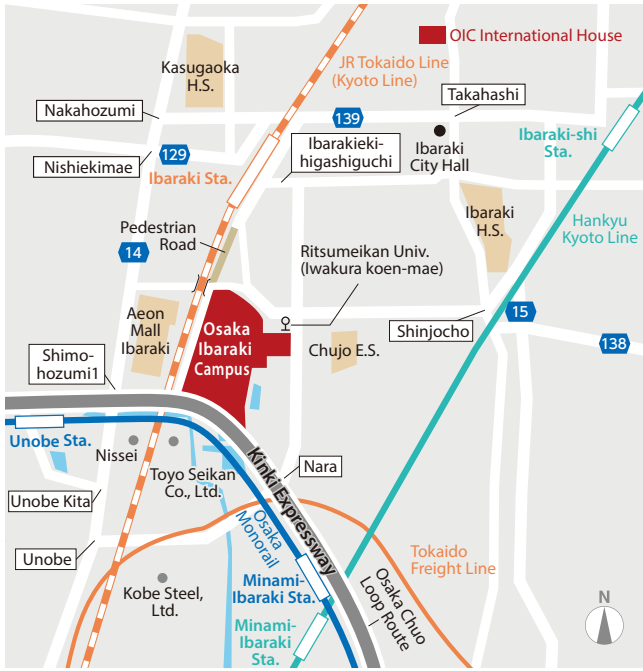 OIC International House
Kasugaoka
H.S.
JR Tokaido Line
(Kyoto Line)
Takahashi
Nakahozumi
139
Ibarakieki-
higashiguchi
Ibaraki
City Hall
Ibaraki-shi
Sta.
Nishiekimae
129
Ibaraki Sta.
Pedestrian
Road
Ibaraki
H.S.
Hankyu
Kyoto Line
14
Ritsumeikan Univ.
(Iwakura koen-mae)
Aeon
Mall
Ibaraki
Osaka
Ibaraki
Campus
Chujo E.S.
Shinjocho
15
138
Shimo-
hozumi1
Unobe Sta.
Nissei
Toyo Seikan
Co., Ltd.
Kinki Expressway
Nara
Unobe Kita
Osaka
Monorail
Unobe
Tokaido
Freight Line
Kobe Steel,
Ltd.
Minami-
Ibaraki Sta.
Osaka Chuo
Loop Route
Minami-
Ibaraki
Sta.
N